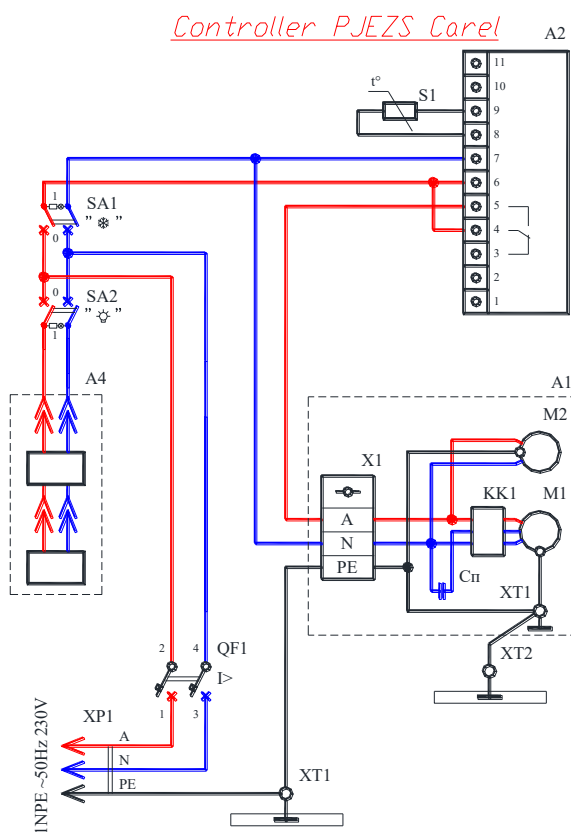 Controller PJEZS Carel
A2
11
10
9
8
7
6
5
4
3
2
1
t°
S1
1
SA1
" ❄ "
0
0
SA2
" "
1
A4
A1
M2
X1
KK1
M1
A
N
PE
Сп
XT1
XT2
2
4
QF1
I>
1
3
XP1
A
N
PE
1NPE ~50Hz 230V
XT1